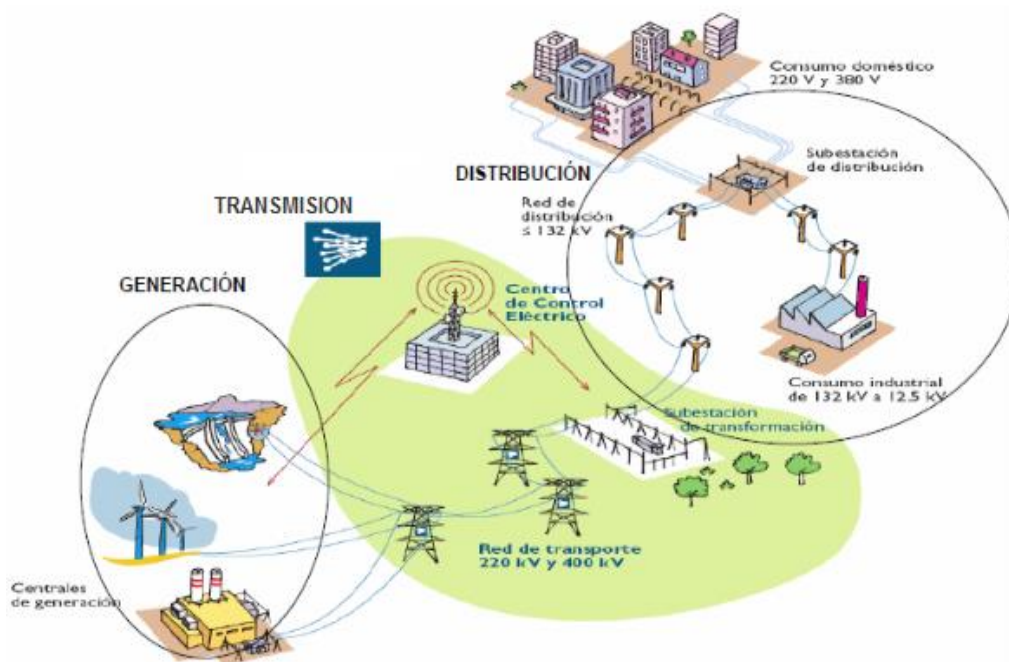 Consumo doméstico
220 V y 380 V
Subestación
de distribución
DISTRIBUCIÓN
Red de
distribución
≤ 132 kV
TRANSMISION
GENERACIÓN
Centro
de Control
Eléctrico
Consumo industrial
de 132 kV a 12.5 kV
Subestación
de transformación
Red de transporte
220 kV y 400 kV
Centrales
de generación